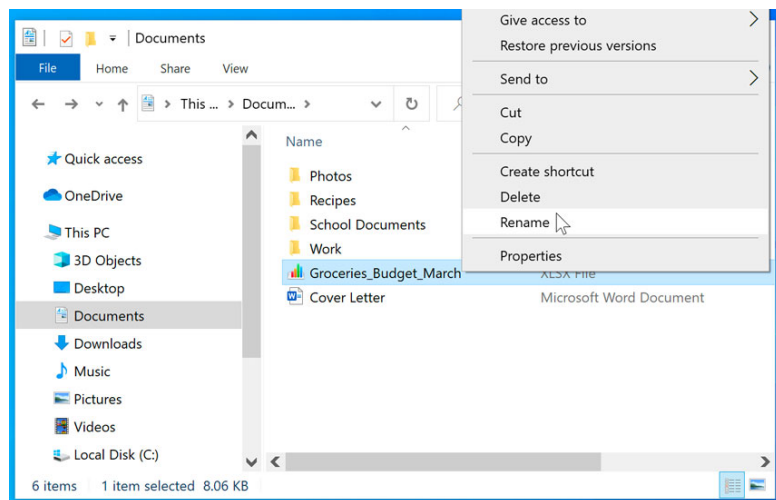 Documents
File Home Share View
This ... Docum...
Quick access
OneDrive
This PC
3D Objects
Desktop
Documents
Downloads
Music
Pictures
Videos
Local Disk (C:)
Name
Photos
Recipes
School Documents
Work
Groceries_Budget_March XLSX File
Cover Letter Microsoft Word Document
Give access to
Restore previous versions
Send to
Cut
Copy
Create shortcut
Delete
Rename
Properties
6 items 1 item selected 8.06 KB